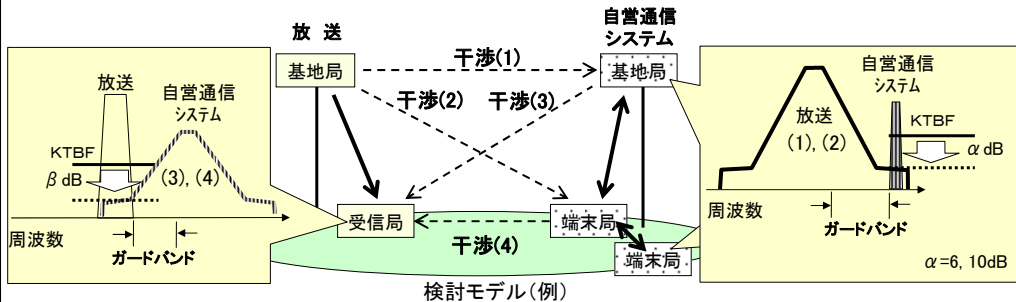 放送
自営通信
システム
放送
自営通信
システム
KTBF
βdB
(3), (4)
周波数
ガードバンド
基地局
干渉(1)
基地局
干渉(2)
干渉(3)
受信局
干渉(4)
端末局
端末局
検討モデル(例)
自営通信
システム
放送
(1), (2)
KTBF
αdB
周波数
ガードバンド
α=6, 10dB